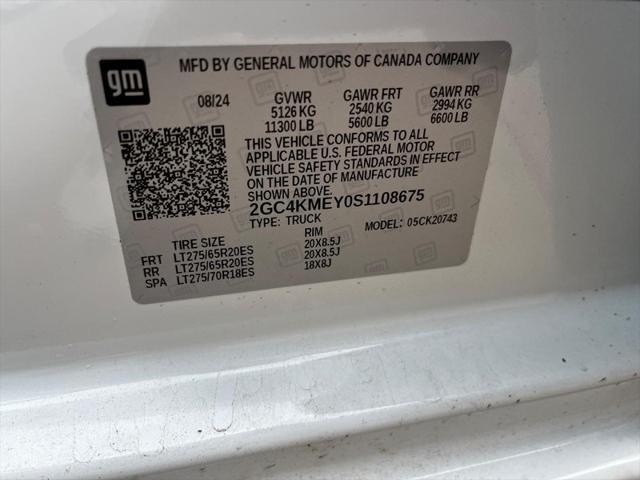 gm
MFD BY GENERAL MOTORS OF CANADA COMPANY
08/24 GVWR GAWR FRT GAWR RR
5126 KG 2540 KG 2994 KG
11300 LB 5600 LB 6600 LB
THIS VEHICLE CONFORMS TO ALL
APPLICABLE U.S. FEDERAL MOTOR
VEHICLE SAFETY STANDARDS IN EFFECT
ON THE DATE OF MANUFACTURE
SHOWN ABOVE.
2GC4KMEY0S1108675
TYPE: TRUCK MODEL: 05CK20743
TIRE SIZE RIM
FRT LT275/65R20ES 20X8.5J
RR LT275/65R20ES 20X8.5J
SPA LT275/70R18ES 18X8J